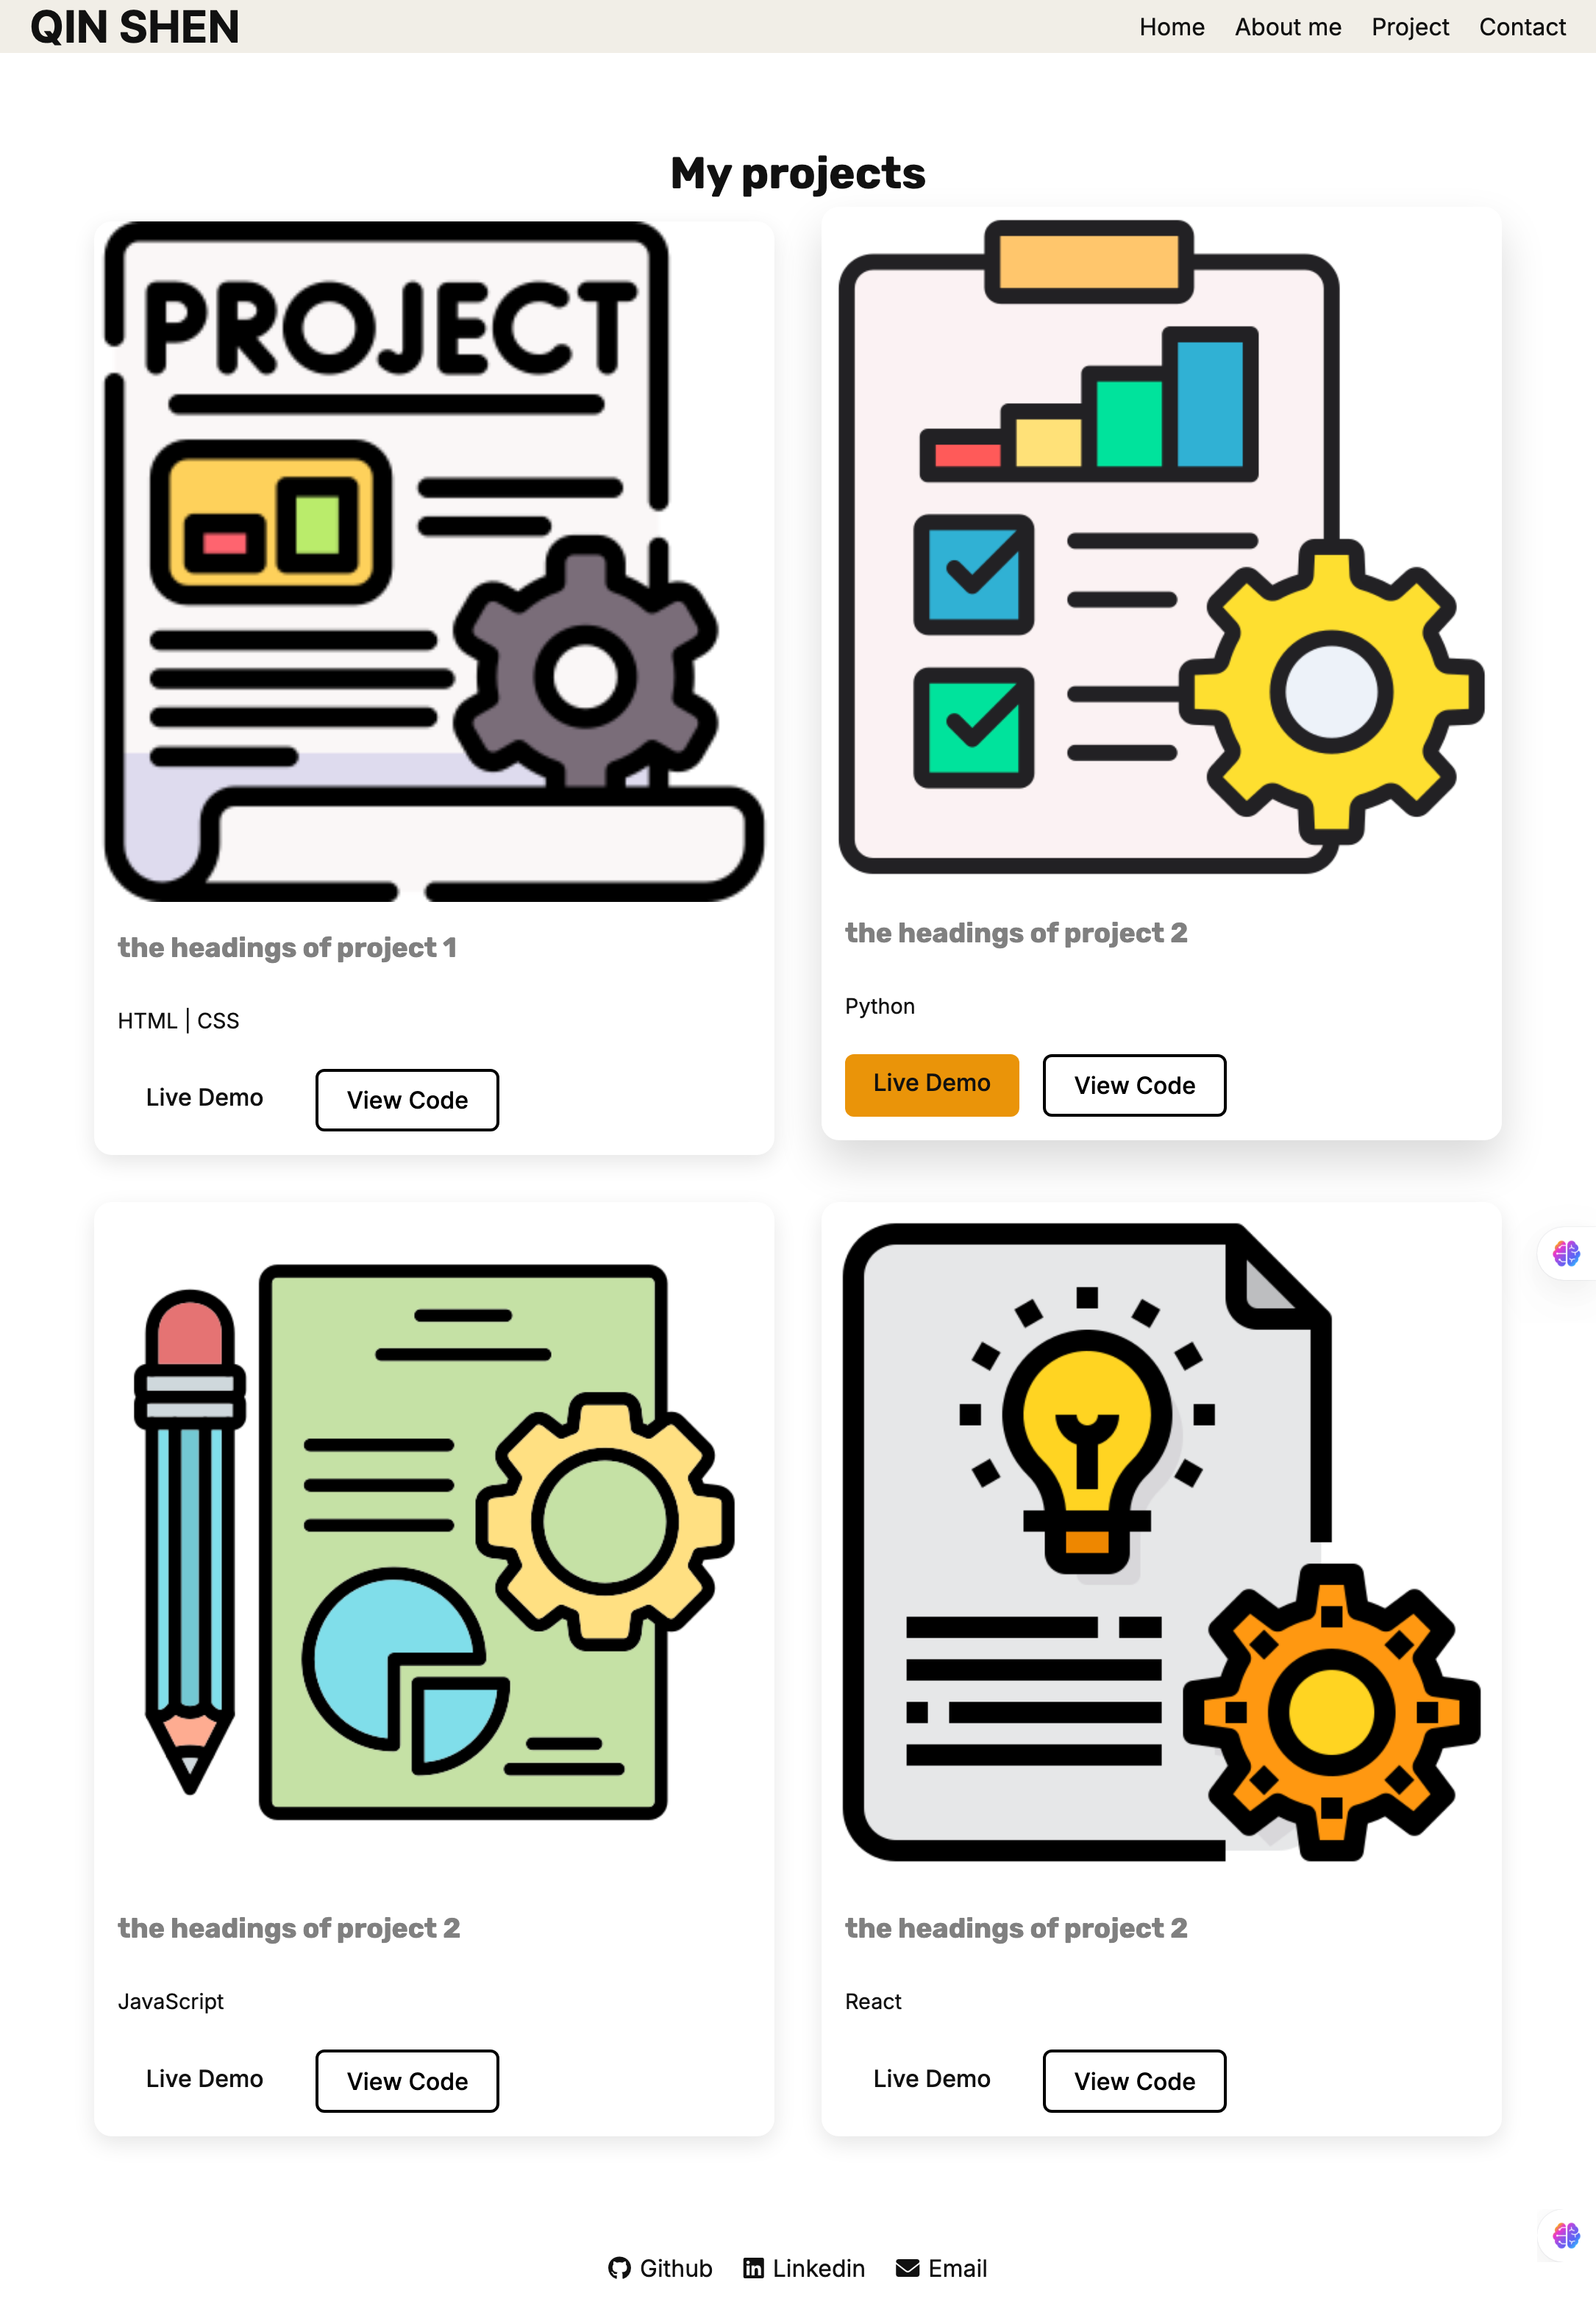 QIN SHEN
Home About me Project Contact
My projects
PROJECT
the headings of project 1
HTML | CSS
Live Demo View Code
the headings of project 2
Python
Live Demo View Code
the headings of project 2
JavaScript
Live Demo View Code
the headings of project 2
React
Live Demo View Code
Github Linkedin Email